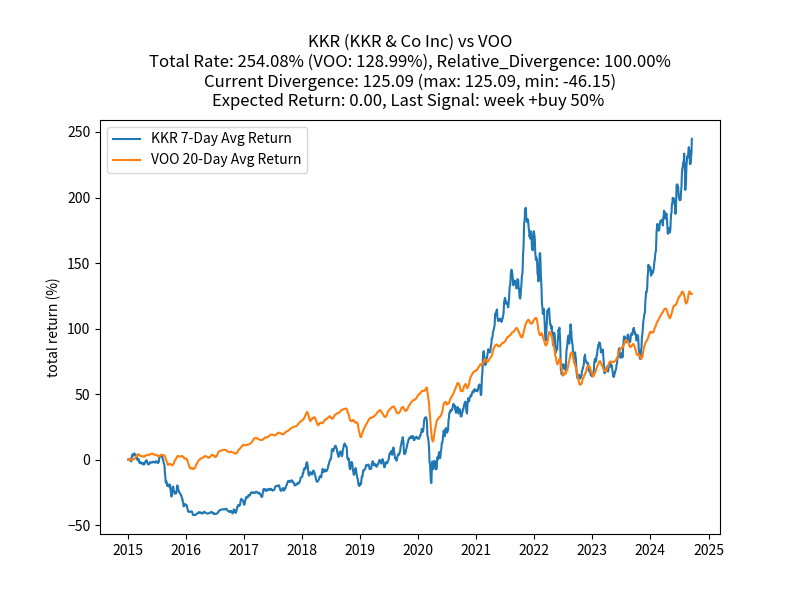 KKR (KKR & Co Inc) vs VOO
Total Rate: 254.08% (VOO: 128.99%), Relative_Divergence: 100.00%
Current Divergence: 125.09 (max: 125.09, min: -46.15)
Expected Return: 0.00, Last Signal: week +buy 50%
KKR 7-Day Avg Return
VOO 20-Day Avg Return
total return (%)
250
200
150
100
50
0
−50
2015 2016 2017 2018 2019 2020 2021 2022 2023 2024 2025